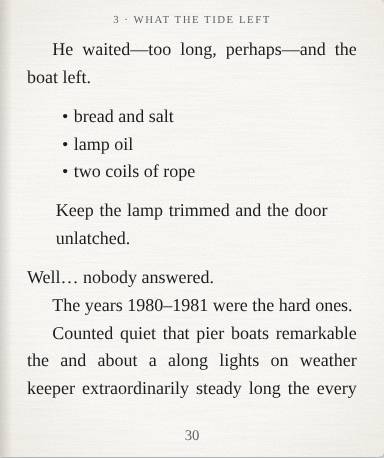 3 · WHAT THE TIDE LEFT
He waited—too long, perhaps—and the
boat left.
• bread and salt
• lamp oil
• two coils of rope
Keep the lamp trimmed and the door
unlatched.
Well… nobody answered.
The years 1980–1981 were the hard ones.
Counted quiet that pier boats remarkable
the and about a along lights on weather
keeper extraordinarily steady long the every
30